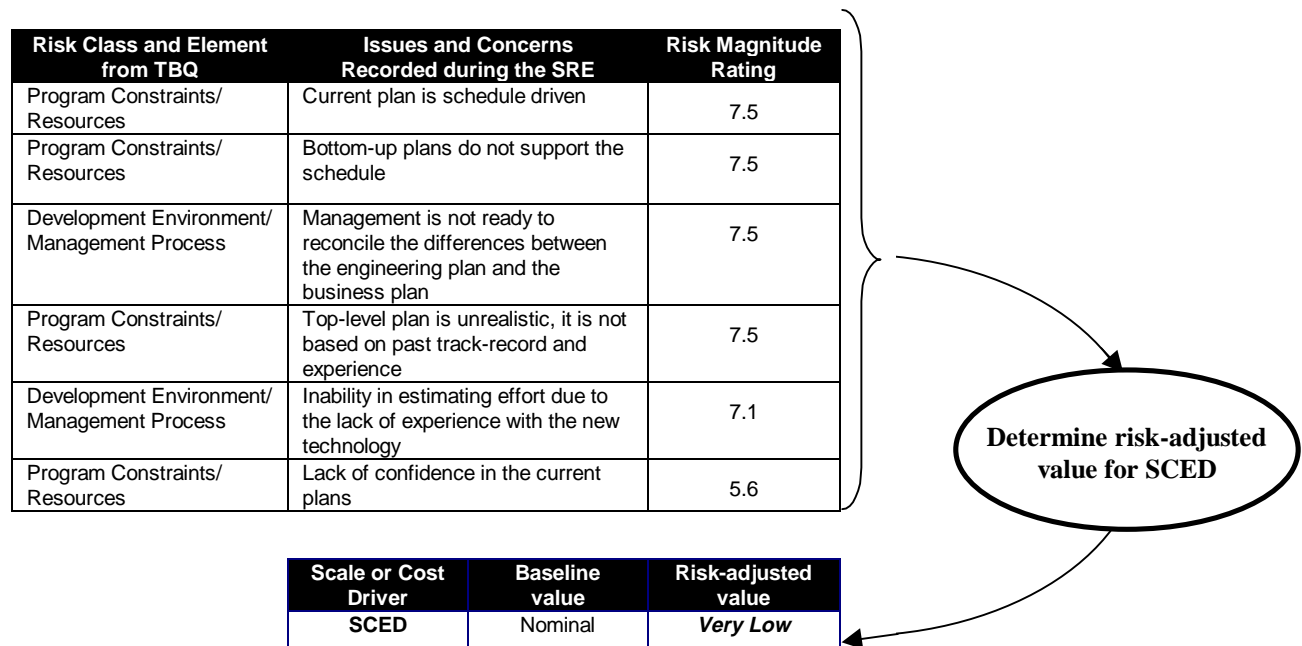 Risk Class and Element
from TBQ
Issues and Concerns
Recorded during the SRE
Risk Magnitude
Rating
Program Constraints/
Resources
Current plan is schedule driven
7.5
Program Constraints/
Resources
Bottom-up plans do not support the
schedule
7.5
Development Environment/
Management Process
Management is not ready to
reconcile the differences between
the engineering plan and the
business plan
7.5
Program Constraints/
Resources
Top-level plan is unrealistic, it is not
based on past track-record and
experience
7.5
Development Environment/
Management Process
Inability in estimating effort due to
the lack of experience with the new
technology
7.1
Program Constraints/
Resources
Lack of confidence in the current
plans
5.6
Determine risk-adjusted
value for SCED
Scale or Cost
Driver
Baseline
value
Risk-adjusted
value
SCED
Nominal
Very Low